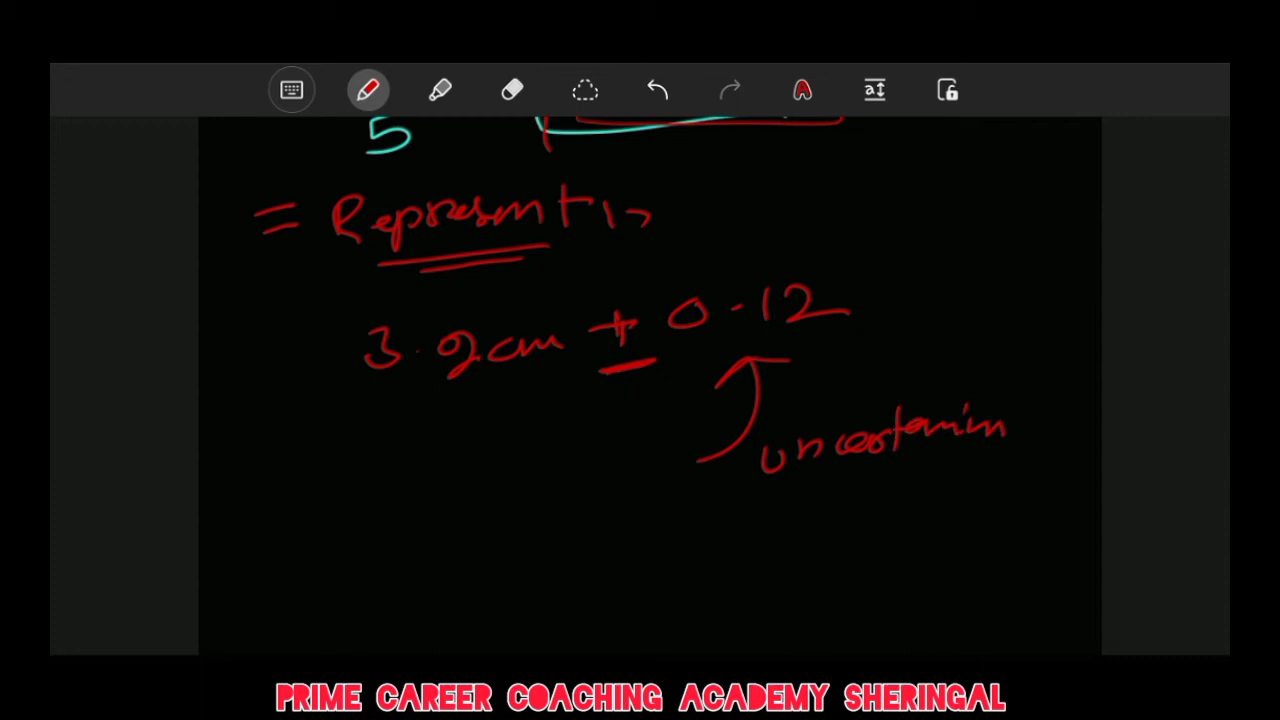 5
= Represent
3.2cm ± 0.12
uncertain
PRIME CAREER COACHING ACADEMY SHERINGAL